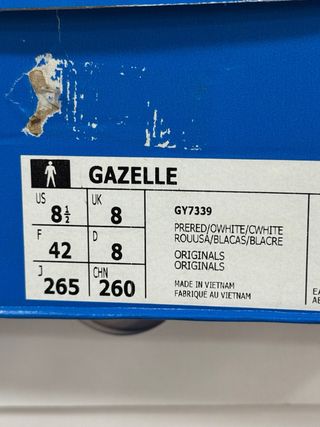 GAZELLE
US 8½ UK 8
F 42 D 8
J 265 CHN 260
GY7339
PRERED/OWHITE/CWHITE
ROUUSA/BLACAS/BLACRE
ORIGINALS
ORIGINALS
MADE IN VIETNAM
FABRIQUE AU VIETNAM